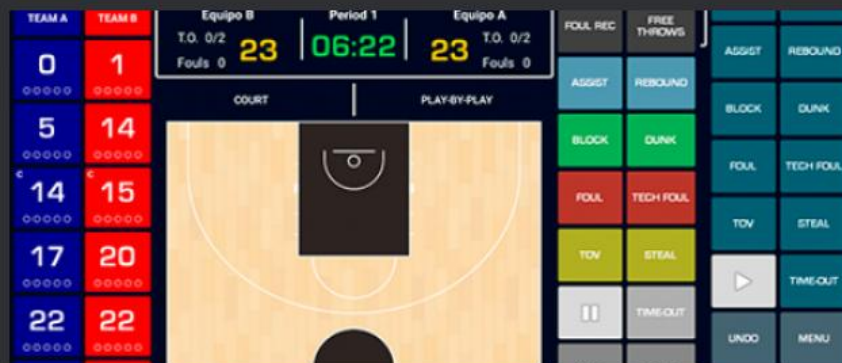 TEAM A TEAM B
Equipo B Period 1 Equipo A
T.O. 0/2 23 06:22 23 T.O. 0/2
Fouls 0 Fouls 0
COURT PLAY-BY-PLAY
0 1
5 14
C 14 C 15
17 20
22 22
FOUL REC FREE THROWS
ASSIST REBOUND
BLOCK DUNK
FOUL TECH FOUL
TOV STEAL
TIME-OUT
ASSIST REBOUND
BLOCK DUNK
FOUL TECH FOUL
TOV STEAL
TIME-OUT
UNDO MENU